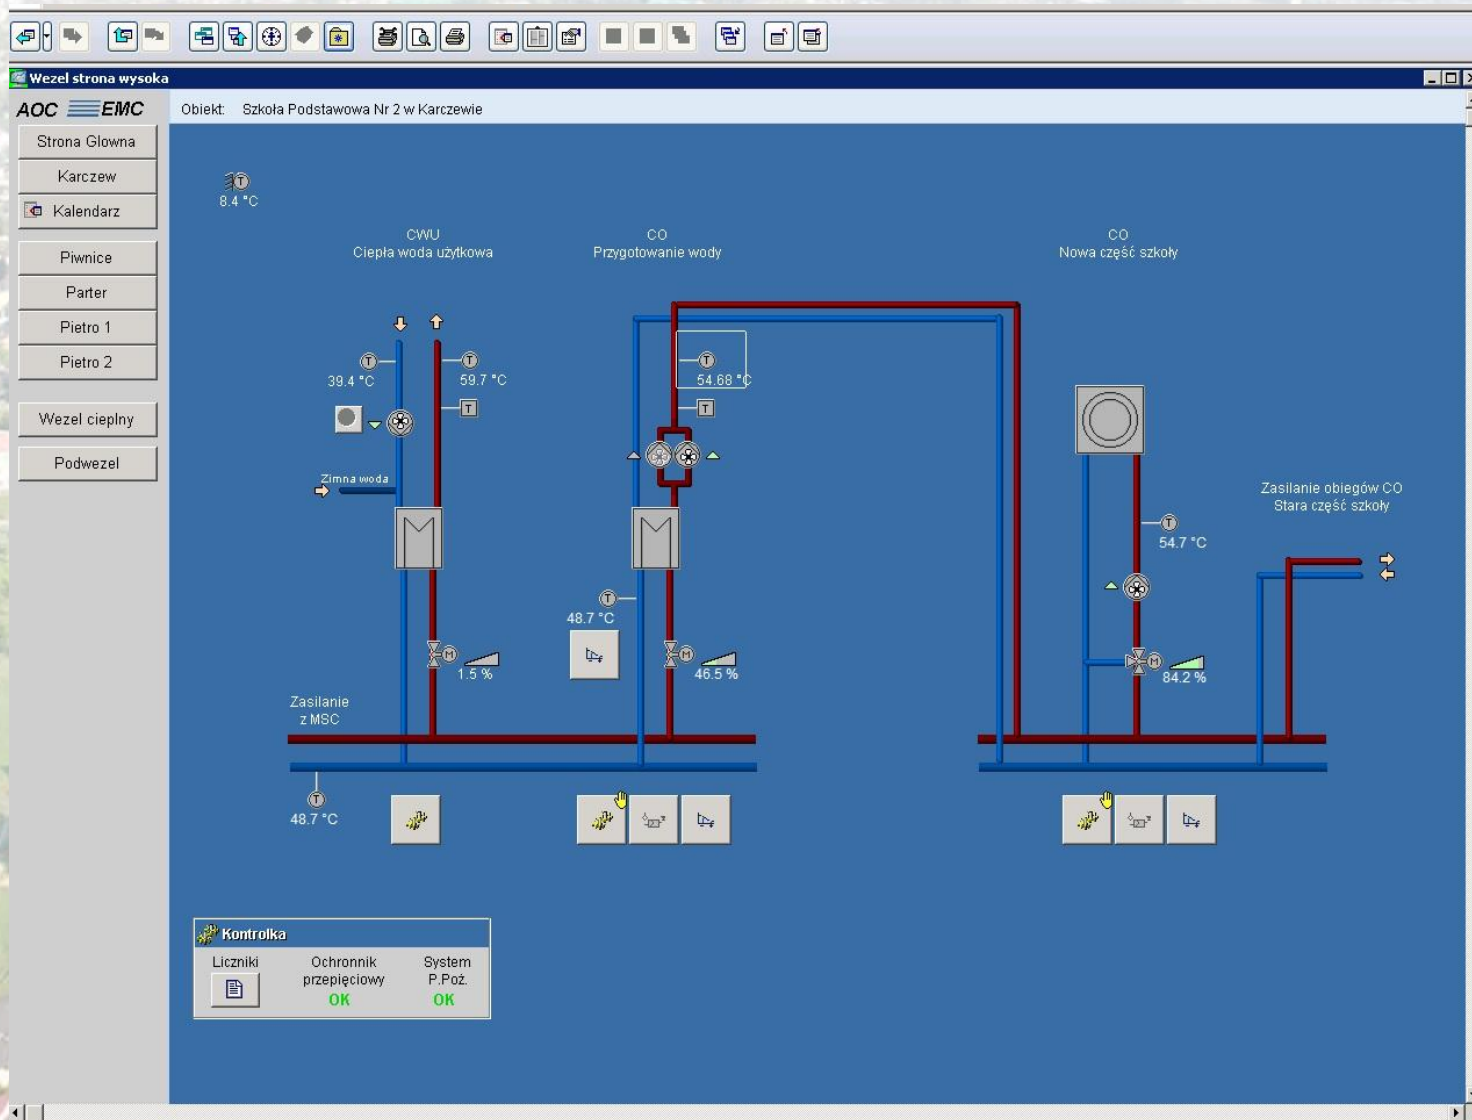 Wezel strona wysoka
AOC EMC
Obiekt: Szkoła Podstawowa Nr 2 w Karczewie
Strona Glowna
Karczew
Kalendarz
Piwnice
Parter
Pietro 1
Pietro 2
Wezel cieplny
Podwezel
T
8.4 °C
CWU
Ciepła woda użytkowa
CO
Przygotowanie wody
CO
Nowa część szkoły
T
39.4 °C
T
59.7 °C
T
T
54.68 °C
T
Zimna woda
T
48.7 °C
M
1.5 %
M
46.5 %
T
54.7 °C
M
84.2 %
Zasilanie obiegów CO
Stara część szkoły
Zasilanie
z MSC
T
48.7 °C
Kontrolka
Liczniki
Ochronnik
przepięciowy
OK
System
P.Poż.
OK